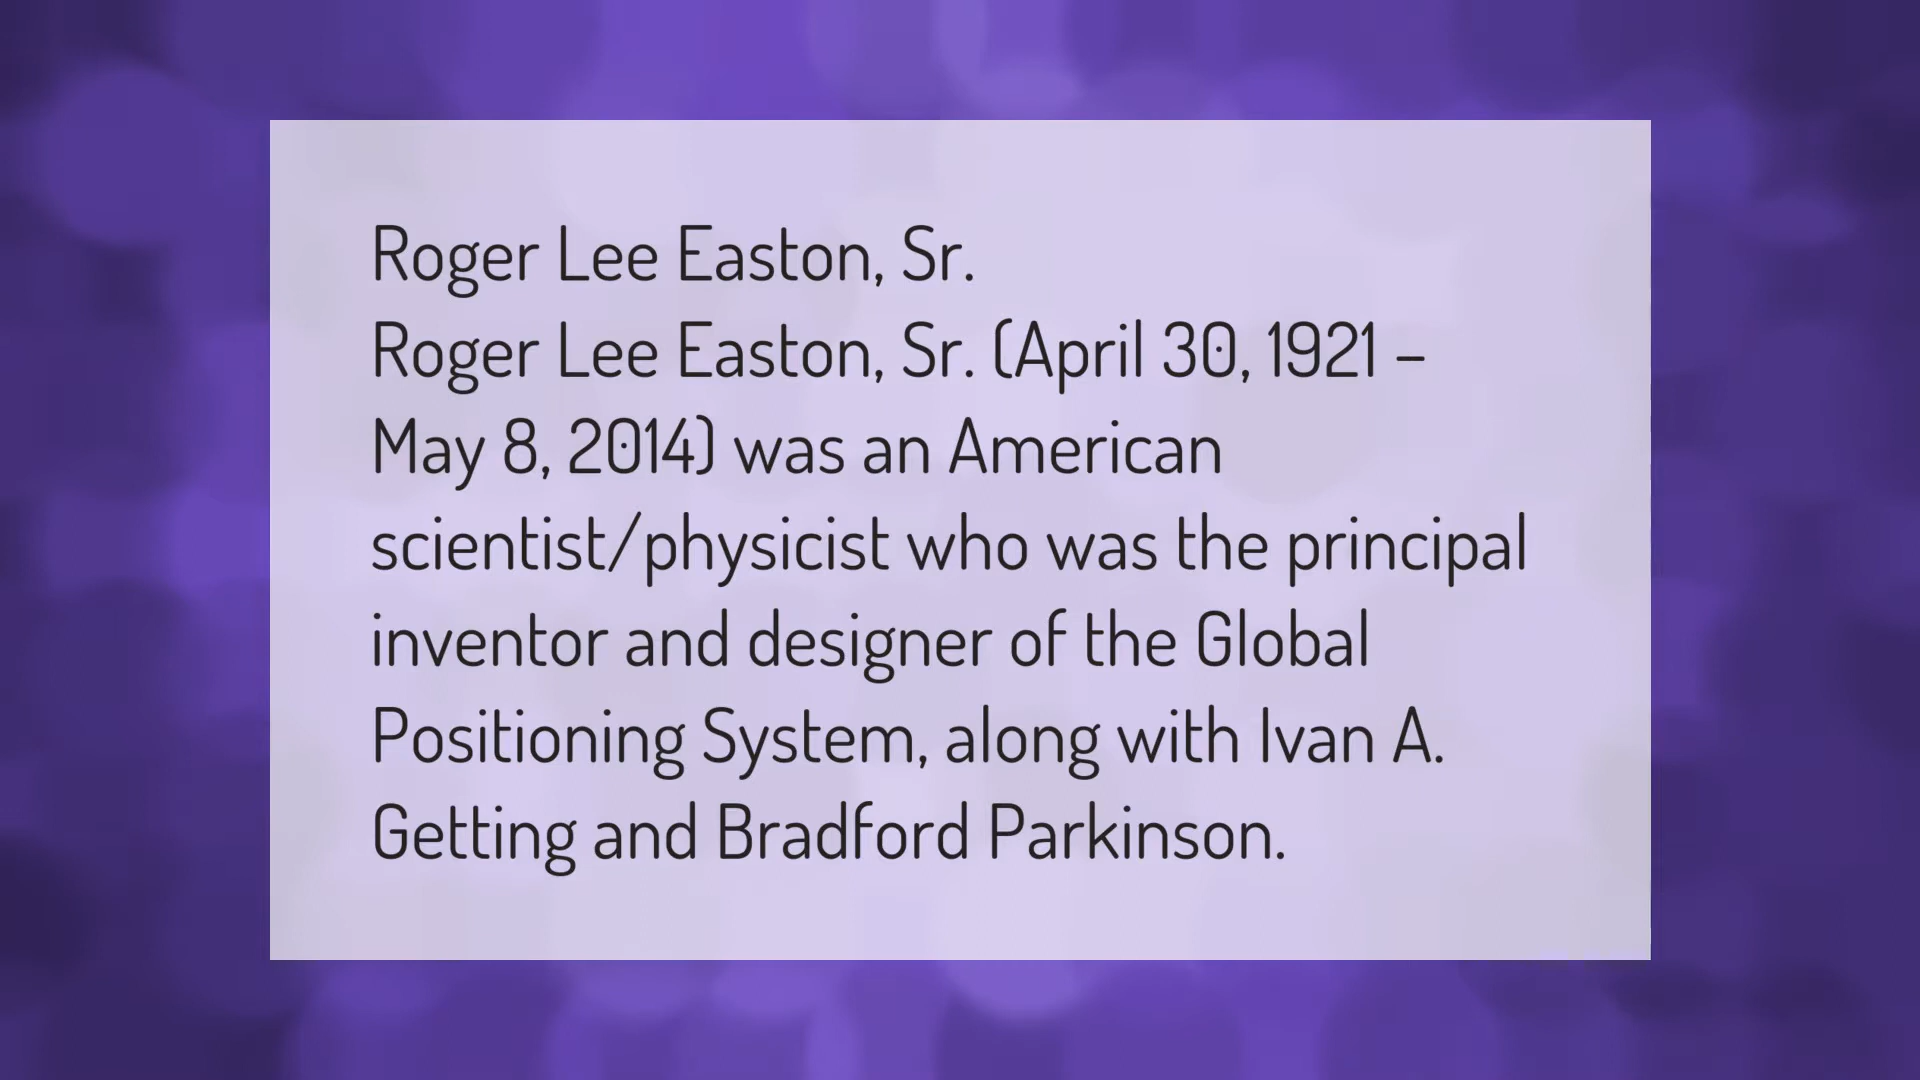 Roger Lee Easton, Sr.
Roger Lee Easton, Sr. (April 30, 1921 –
May 8, 2014) was an American
scientist/physicist who was the principal
inventor and designer of the Global
Positioning System, along with Ivan A.
Getting and Bradford Parkinson.